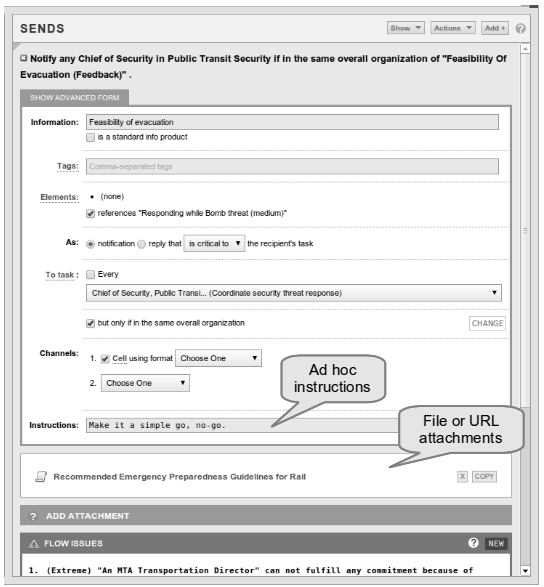 SENDS
Show ▼ Actions ▼ Add + ?
Notify any Chief of Security in Public Transit Security if in the same overall organization of "Feasibility Of
Evacuation (Feedback)" .
SHOW ADVANCED FORM
Information: Feasibility of evacuation
is a standard info product
Tags: Comma-separated tags
Elements: • (none)
references "Responding while Bomb threat (medium)"
As: notification reply that is critical to ▼ the recipient's task
To task : Every
Chief of Security, Public Transi... (Coordinate security threat response) ▼
but only if in the same overall organization CHANGE
Channels: 1. Cell using format Choose One ▼
2. Choose One ▼
Ad hoc
instructions
Instructions: Make it a simple go, no-go.
File or URL
attachments
Recommended Emergency Preparedness Guidelines for Rail X COPY
? ADD ATTACHMENT
FLOW ISSUES ? NEW
1. (Extreme) "An MTA Transportation Director" can not fulfill any commitment because of